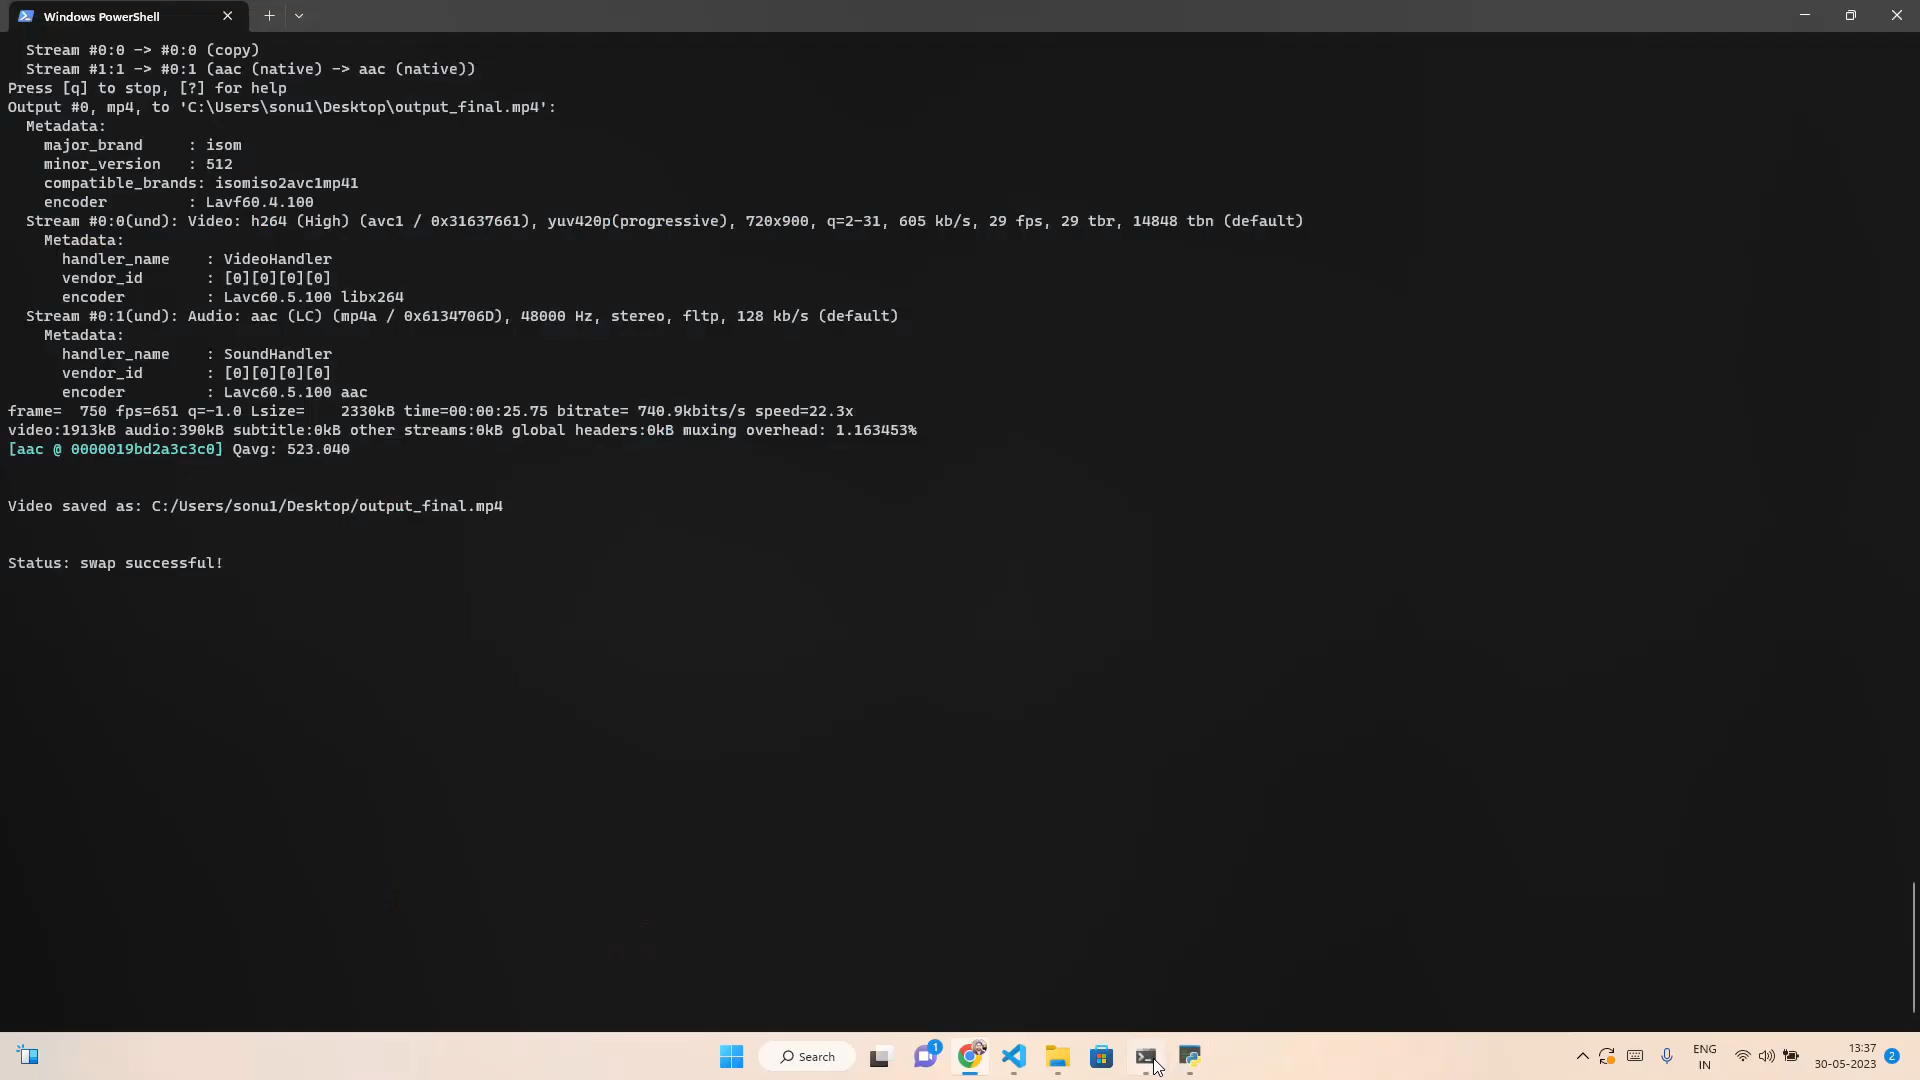 Windows PowerShell
Stream #0:0 -> #0:0 (copy)
Stream #1:1 -> #0:1 (aac (native) -> aac (native))
Press [q] to stop, [?] for help
Output #0, mp4, to 'C:\Users\sonu1\Desktop\output_final.mp4':
Metadata:
major_brand : isom
minor_version : 512
compatible_brands: isomiso2avc1mp41
encoder : Lavf60.4.100
Stream #0:0(und): Video: h264 (High) (avc1 / 0x31637661), yuv420p(progressive), 720x900, q=2-31, 605 kb/s, 29 fps, 29 tbr, 14848 tbn (default)
Metadata:
handler_name : VideoHandler
vendor_id : [0][0][0][0]
encoder : Lavc60.5.100 libx264
Stream #0:1(und): Audio: aac (LC) (mp4a / 0x6134706D), 48000 Hz, stereo, fltp, 128 kb/s (default)
Metadata:
handler_name : SoundHandler
vendor_id : [0][0][0][0]
encoder : Lavc60.5.100 aac
frame= 750 fps=651 q=-1.0 Lsize= 2330kB time=00:00:25.75 bitrate= 740.9kbits/s speed=22.3x
video:1913kB audio:390kB subtitle:0kB other streams:0kB global headers:0kB muxing overhead: 1.163453%
[aac @ 0000019bd2a3c3c0] Qavg: 523.040
Video saved as: C:/Users/sonu1/Desktop/output_final.mp4
Status: swap successful!
Search
1
ENG
IN
13:37
30-05-2023
2